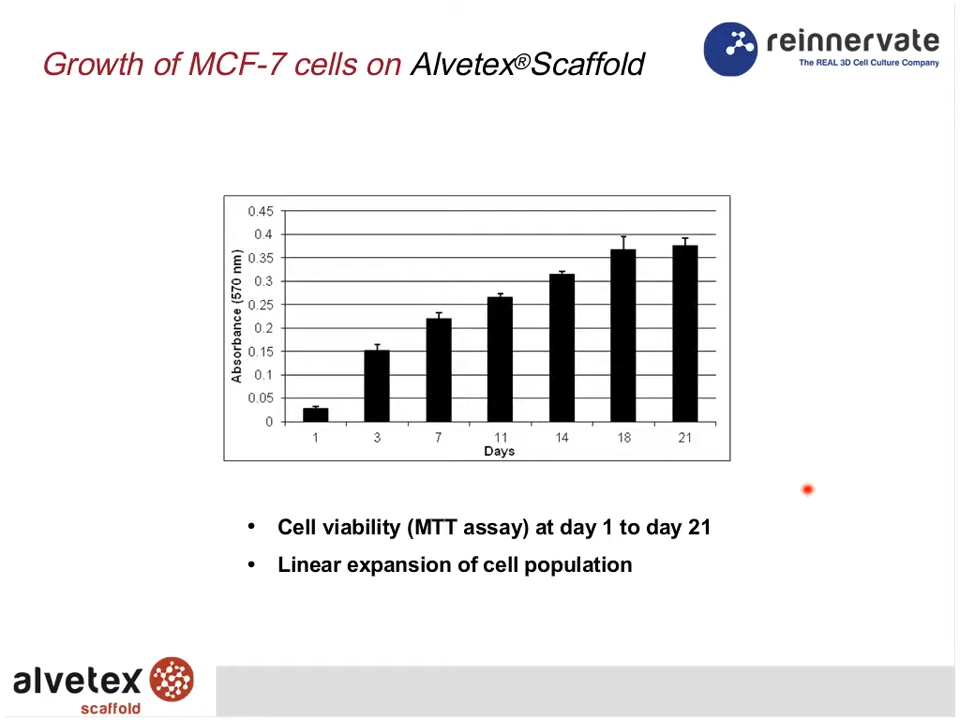 Growth of MCF-7 cells on Alvetex®Scaffold
reinnervate
The REAL 3D Cell Culture Company
Absorbance (570 nm)
0.45
0.4
0.35
0.3
0.25
0.2
0.15
0.1
0.05
0
1 3 7 11 14 18 21
Days
• Cell viability (MTT assay) at day 1 to day 21
• Linear expansion of cell population
alvetex
scaffold